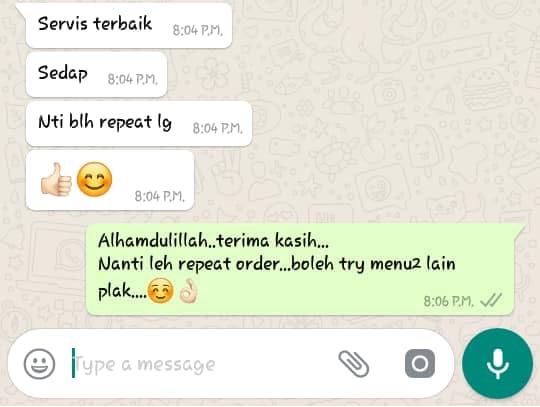 Servis terbaik 8:04 P.M.
Sedap 8:04 P.M.
Nti blh repeat lg 8:04 P.M.
👍🏻😊 8:04 P.M.
Alhamdulillah..terima kasih...
Nanti leh repeat order...boleh try menu2 lain
plak....☺️👌🏻 8:06 P.M.
Type a message